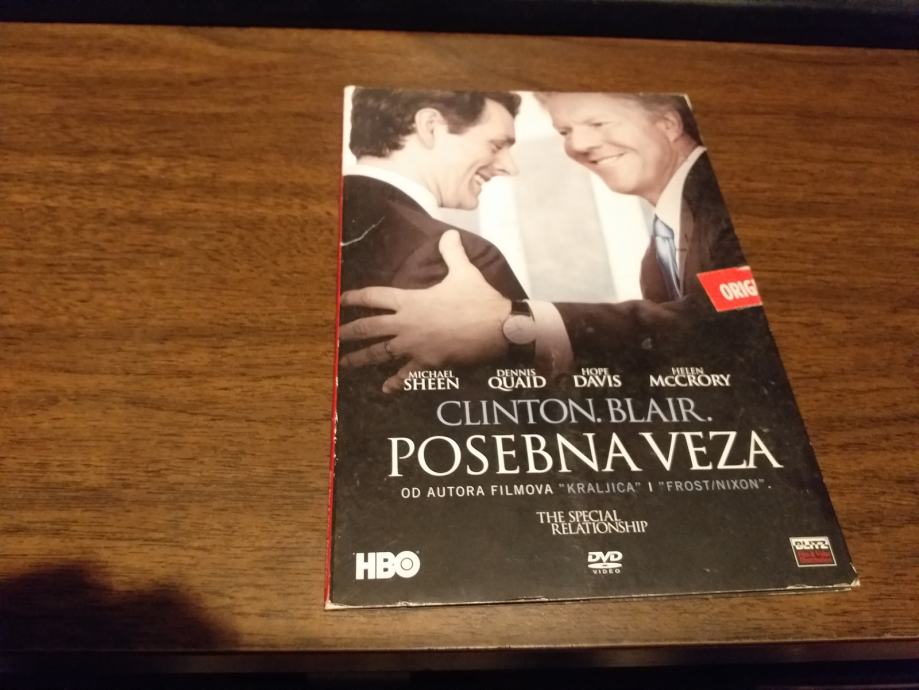 ORIG
MICHAEL SHEEN DENNIS QUAID HOPE DAVIS HELEN McCRORY
CLINTON. BLAIR.
POSEBNA VEZA
OD AUTORA FILMOVA "KRALJICA" I "FROST/NIXON".
THE SPECIAL
RELATIONSHIP
HBO
DVD
VIDEO
BLITZ